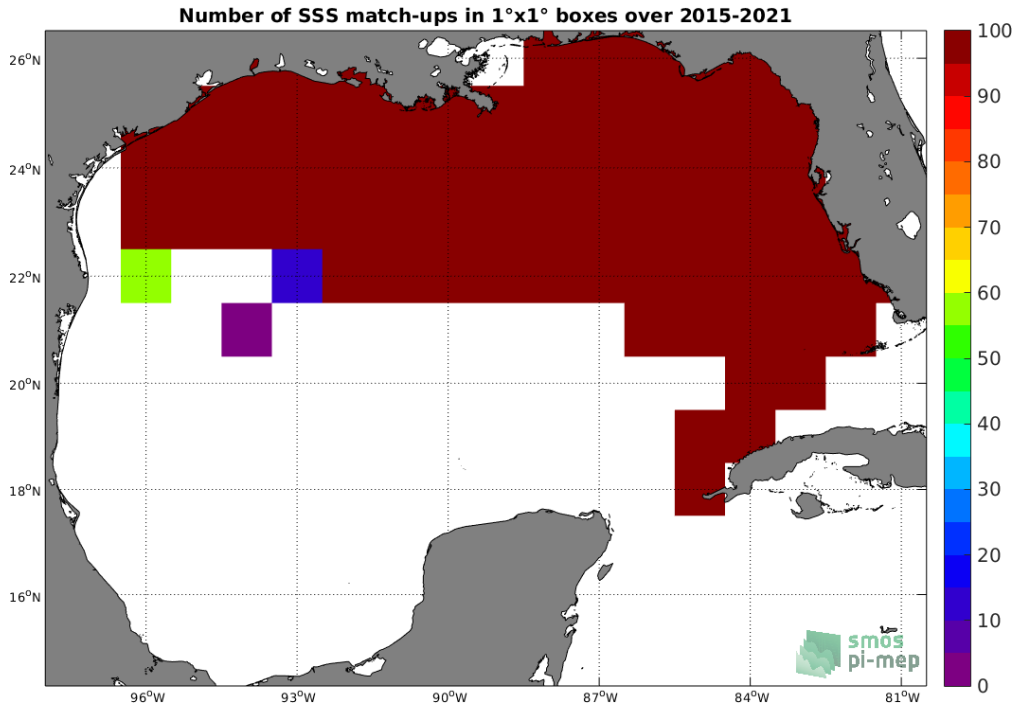 Number of SSS match-ups in 1°x1° boxes over 2015-2021
26°N
24°N
22°N
20°N
18°N
16°N
96°W
93°W
90°W
87°W
84°W
81°W
100
90
80
70
60
50
40
30
20
10
0
smos
pi-mep